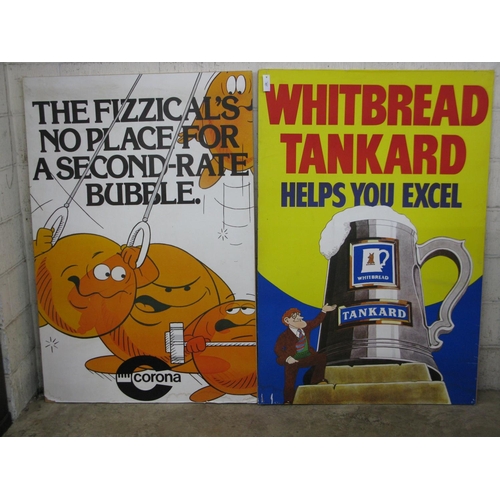 THE FIZZICAL'S
NO PLACE FOR
A SECOND-RATE
BUBBLE.
corona
WHITBREAD
TANKARD
HELPS YOU EXCEL
WHITBREAD
TANKARD